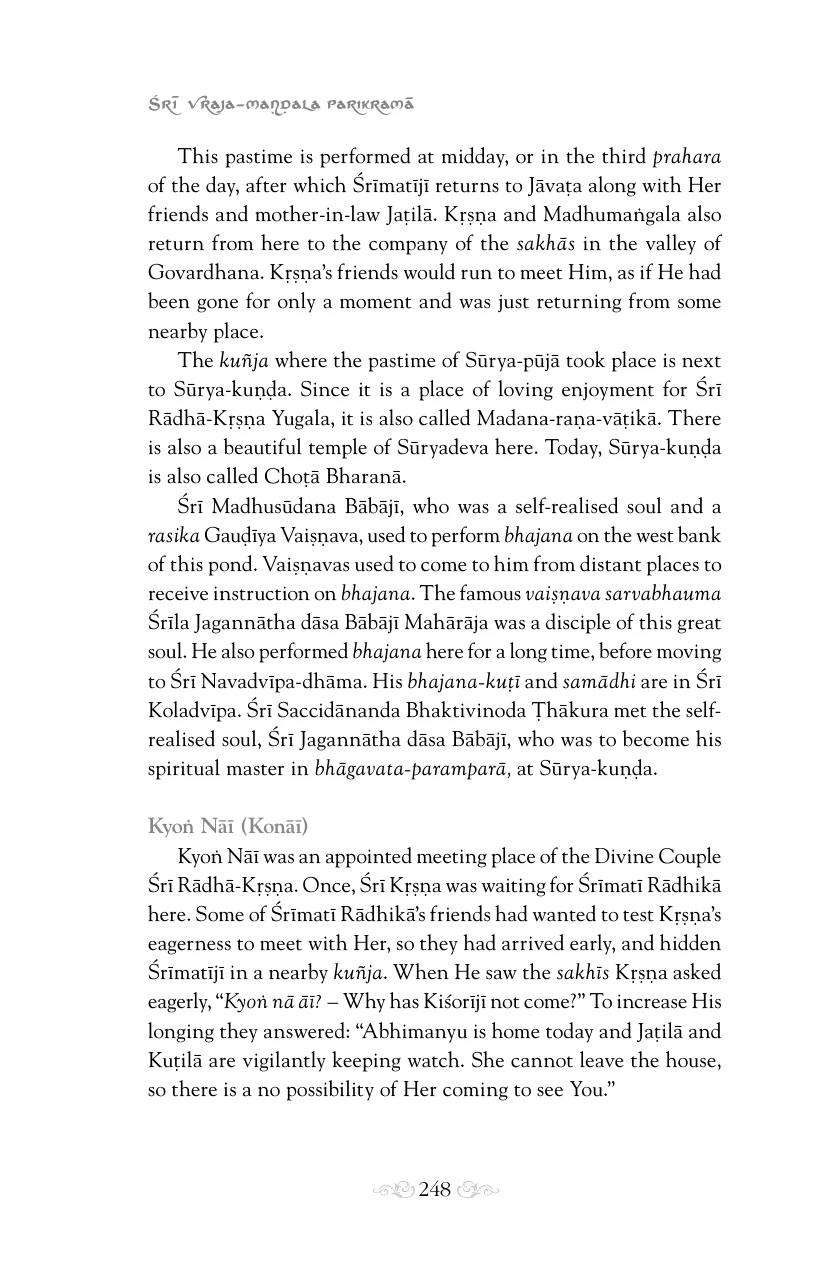 Śrī Vraja-maṇḍala Parikramā
This pastime is performed at midday, or in the third prahara
of the day, after which Śrīmatījī returns to Jāvaṭa along with Her
friends and mother-in-law Jaṭilā. Kṛṣṇa and Madhumaṅgala also
return from here to the company of the sakhās in the valley of
Govardhana. Kṛṣṇa’s friends would run to meet Him, as if He had
been gone for only a moment and was just returning from some
nearby place.
The kuñja where the pastime of Sūrya-pūjā took place is next
to Sūrya-kuṇḍa. Since it is a place of loving enjoyment for Śrī
Rādhā-Kṛṣṇa Yugala, it is also called Madana-raṇa-vāṭikā. There
is also a beautiful temple of Sūryadeva here. Today, Sūrya-kuṇḍa
is also called Choṭā Bharanā.
Śrī Madhusūdana Bābājī, who was a self-realised soul and a
rasika Gauḍīya Vaiṣṇava, used to perform bhajana on the west bank
of this pond. Vaiṣṇavas used to come to him from distant places to
receive instruction on bhajana. The famous vaiṣṇava sarvabhauma
Śrīla Jagannātha dāsa Bābājī Mahārāja was a disciple of this great
soul. He also performed bhajana here for a long time, before moving
to Śrī Navadvīpa-dhāma. His bhajana-kuṭī and samādhi are in Śrī
Koladvīpa. Śrī Saccidānanda Bhaktivinoda Ṭhākura met the self-
realised soul, Śrī Jagannātha dāsa Bābājī, who was to become his
spiritual master in bhāgavata-paramparā, at Sūrya-kuṇḍa.
Kyoṅ Nāī (Konāī)
Kyoṅ Nāī was an appointed meeting place of the Divine Couple
Śrī Rādhā-Kṛṣṇa. Once, Śrī Kṛṣṇa was waiting for Śrīmatī Rādhikā
here. Some of Śrīmatī Rādhikā’s friends had wanted to test Kṛṣṇa’s
eagerness to meet with Her, so they had arrived early, and hidden
Śrīmatījī in a nearby kuñja. When He saw the sakhīs Kṛṣṇa asked
eagerly, “Kyoṅ nā āī? – Why has Kiśorījī not come?” To increase His
longing they answered: “Abhimanyu is home today and Jaṭilā and
Kuṭilā are vigilantly keeping watch. She cannot leave the house,
so there is a no possibility of Her coming to see You.”
248